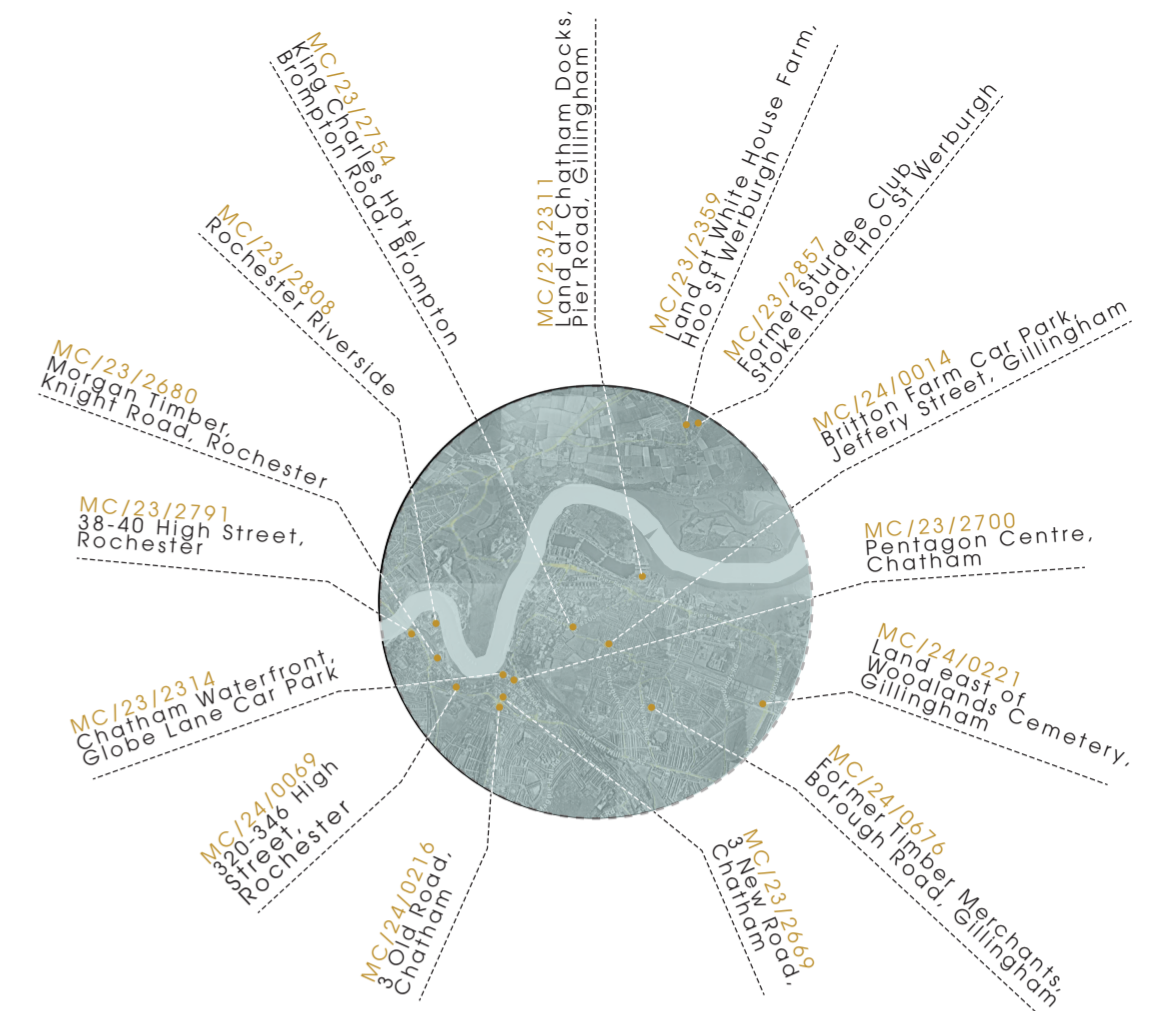 MC/23/2754
King Charles Hotel,
Brompton Road, Brompton
MC/23/2311
Land at Chatham Docks,
Pier Road, Gillingham
MC/23/2359
Land at White House Farm,
Hoo St Werburgh
MC/23/2857
Former Sturdee Club,
Stoke Road, Hoo St Werburgh
MC/24/0014
Britton Farm Car Park,
Jeffery Street, Gillingham
MC/23/2700
Pentagon Centre,
Chatham
MC/24/0221
Land east of
Woodlands Cemetery,
Gillingham
MC/24/0676
Former Timber Merchants,
Borough Road, Gillingham
MC/23/2669
3 New Road,
Chatham
MC/24/0216
3 Old Road,
Chatham
MC/24/0069
320-346 High
Street,
Rochester
MC/23/2314
Chatham Waterfront,
Globe Lane Car Park
MC/23/2791
38-40 High Street,
Rochester
MC/23/2680
Morgan Timber,
Knight Road, Rochester
MC/23/2808
Rochester Riverside